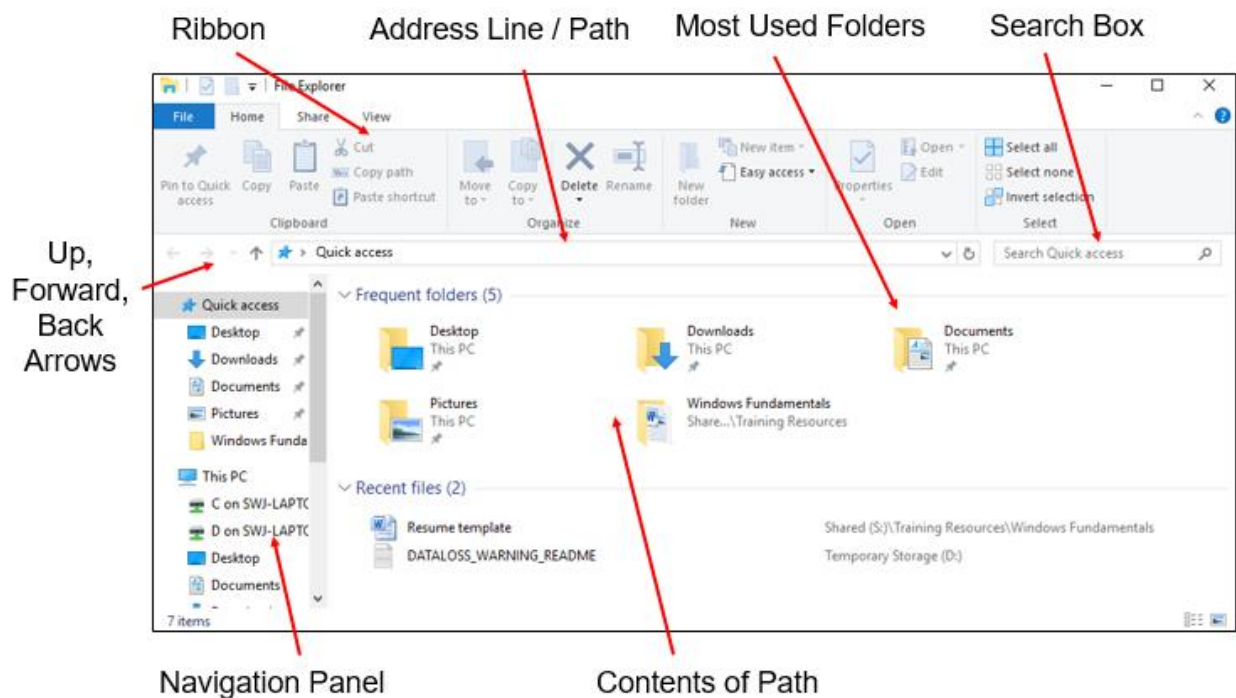 Ribbon
Address Line / Path
Most Used Folders
Search Box
File Explorer
File Home Share View
Pin to Quick access
Copy
Paste
Cut
Copy path
Paste shortcut
Clipboard
Move to
Copy to
Delete
Rename
Organize
New folder
New item
Easy access
New
Properties
Open
Edit
Open
Select all
Select none
Invert selection
Select
Up,
Forward,
Back
Arrows
Quick access
Search Quick access
Quick access
Desktop
Downloads
Documents
Pictures
Windows Funda
This PC
C on SWJ-LAPTC
D on SWJ-LAPTC
Desktop
Documents
Frequent folders (5)
Desktop
This PC
Downloads
This PC
Documents
This PC
Pictures
This PC
Windows Fundamentals
Share...\Training Resources
Recent files (2)
Resume template Shared (S:)\Training Resources\Windows Fundamentals
DATALOSS_WARNING_README Temporary Storage (D:)
7 items
Navigation Panel
Contents of Path